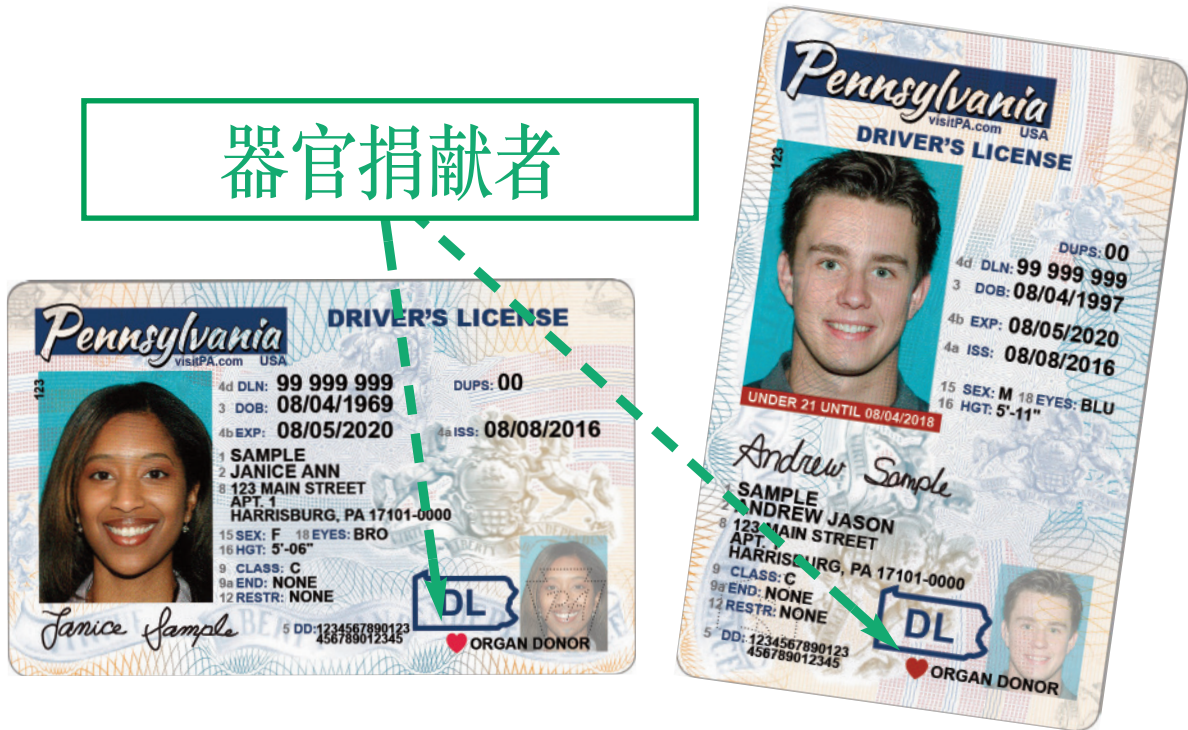 器官捐献者
Pennsylvania
visitPA.com USA
DRIVER'S LICENSE
123
4d DLN: 99 999 999 DUPS: 00
3 DOB: 08/04/1969
4b EXP: 08/05/2020 4a ISS: 08/08/2016
1 SAMPLE
2 JANICE ANN
8 123 MAIN STREET
APT. 1
HARRISBURG, PA 17101-0000
15 SEX: F 18 EYES: BRO
16 HGT: 5'-06"
9 CLASS: C
9a END: NONE
12 RESTR: NONE
DL
Janice Sample
5 DD: 1234567890123
456789012345
ORGAN DONOR
Pennsylvania
visitPA.com USA
DRIVER'S LICENSE
123
DUPS: 00
4d DLN: 99 999 999
3 DOB: 08/04/1997
4b EXP: 08/05/2020
4a ISS: 08/08/2016
15 SEX: M 18 EYES: BLU
16 HGT: 5'-11"
UNDER 21 UNTIL 08/04/2018
Andrew Sample
1 SAMPLE
2 ANDREW JASON
8 123 MAIN STREET
APT. 1
HARRISBURG, PA 17101-0000
9 CLASS: C
9a END: NONE
12 RESTR: NONE
DL
5 DD: 1234567890123
456789012345
ORGAN DONOR